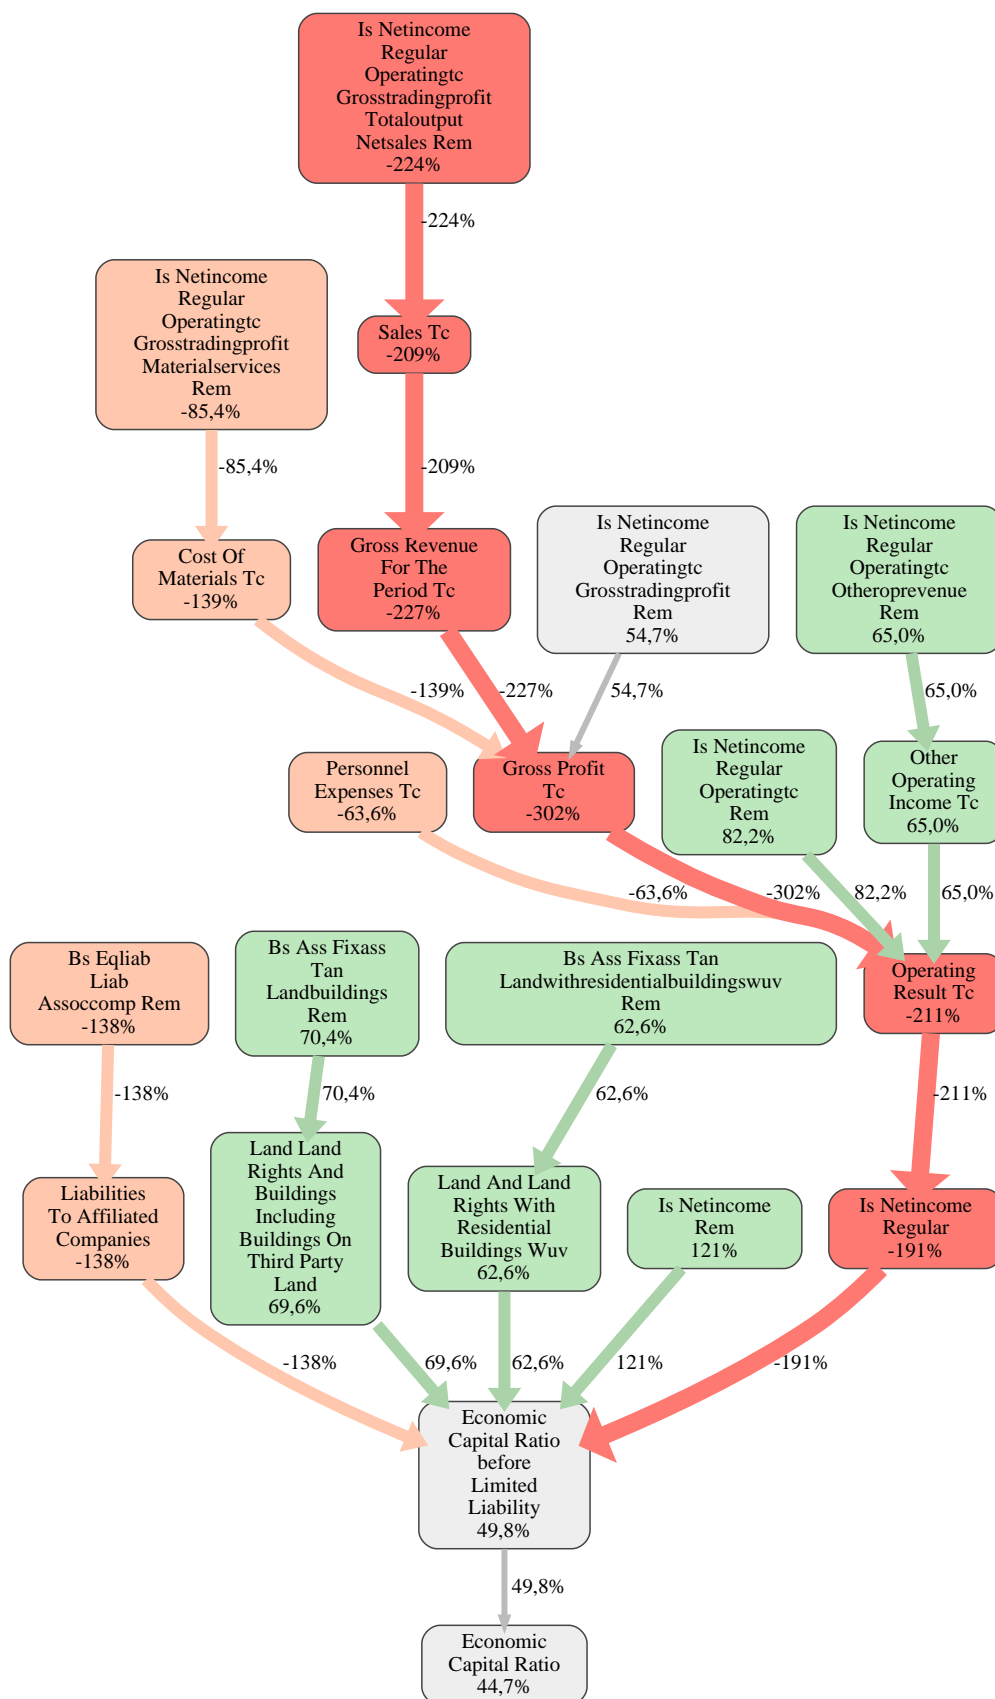 Is Netincome
Regular
Operatingtc
Grosstradingprofit
Totaloutput
Netsales Rem
-224%
-224%
Is Netincome
Regular
Operatingtc
Grosstradingprofit
Materialservices
Rem
-85,4%
Sales Tc
-209%
-85,4%
-209%
Cost Of
Materials Tc
-139%
Gross Revenue
For The
Period Tc
-227%
Is Netincome
Regular
Operatingtc
Grosstradingprofit
Rem
54,7%
Is Netincome
Regular
Operatingtc
Otheroprevenue
Rem
65,0%
-139%
-227%
54,7%
65,0%
Personnel
Expenses Tc
-63,6%
Gross Profit
Tc
-302%
Is Netincome
Regular
Operatingtc
Rem
82,2%
Other
Operating
Income Tc
65,0%
-63,6%
-302%
82,2%
65,0%
Bs Eqliab
Liab
Assoccomp Rem
-138%
Bs Ass Fixass
Tan
Landbuildings
Rem
70,4%
Bs Ass Fixass Tan
Landwithresidentialbuildingswuv
Rem
62,6%
Operating
Result Tc
-211%
-138%
70,4%
62,6%
-211%
Liabilities
To Affiliated
Companies
-138%
Land Land
Rights And
Buildings
Including
Buildings On
Third Party
Land
69,6%
Land And Land
Rights With
Residential
Buildings Wuv
62,6%
Is Netincome
Rem
121%
Is Netincome
Regular
-191%
-138%
69,6%
62,6%
121%
-191%
Economic
Capital Ratio
before
Limited
Liability
49,8%
49,8%
Economic
Capital Ratio
44,7%